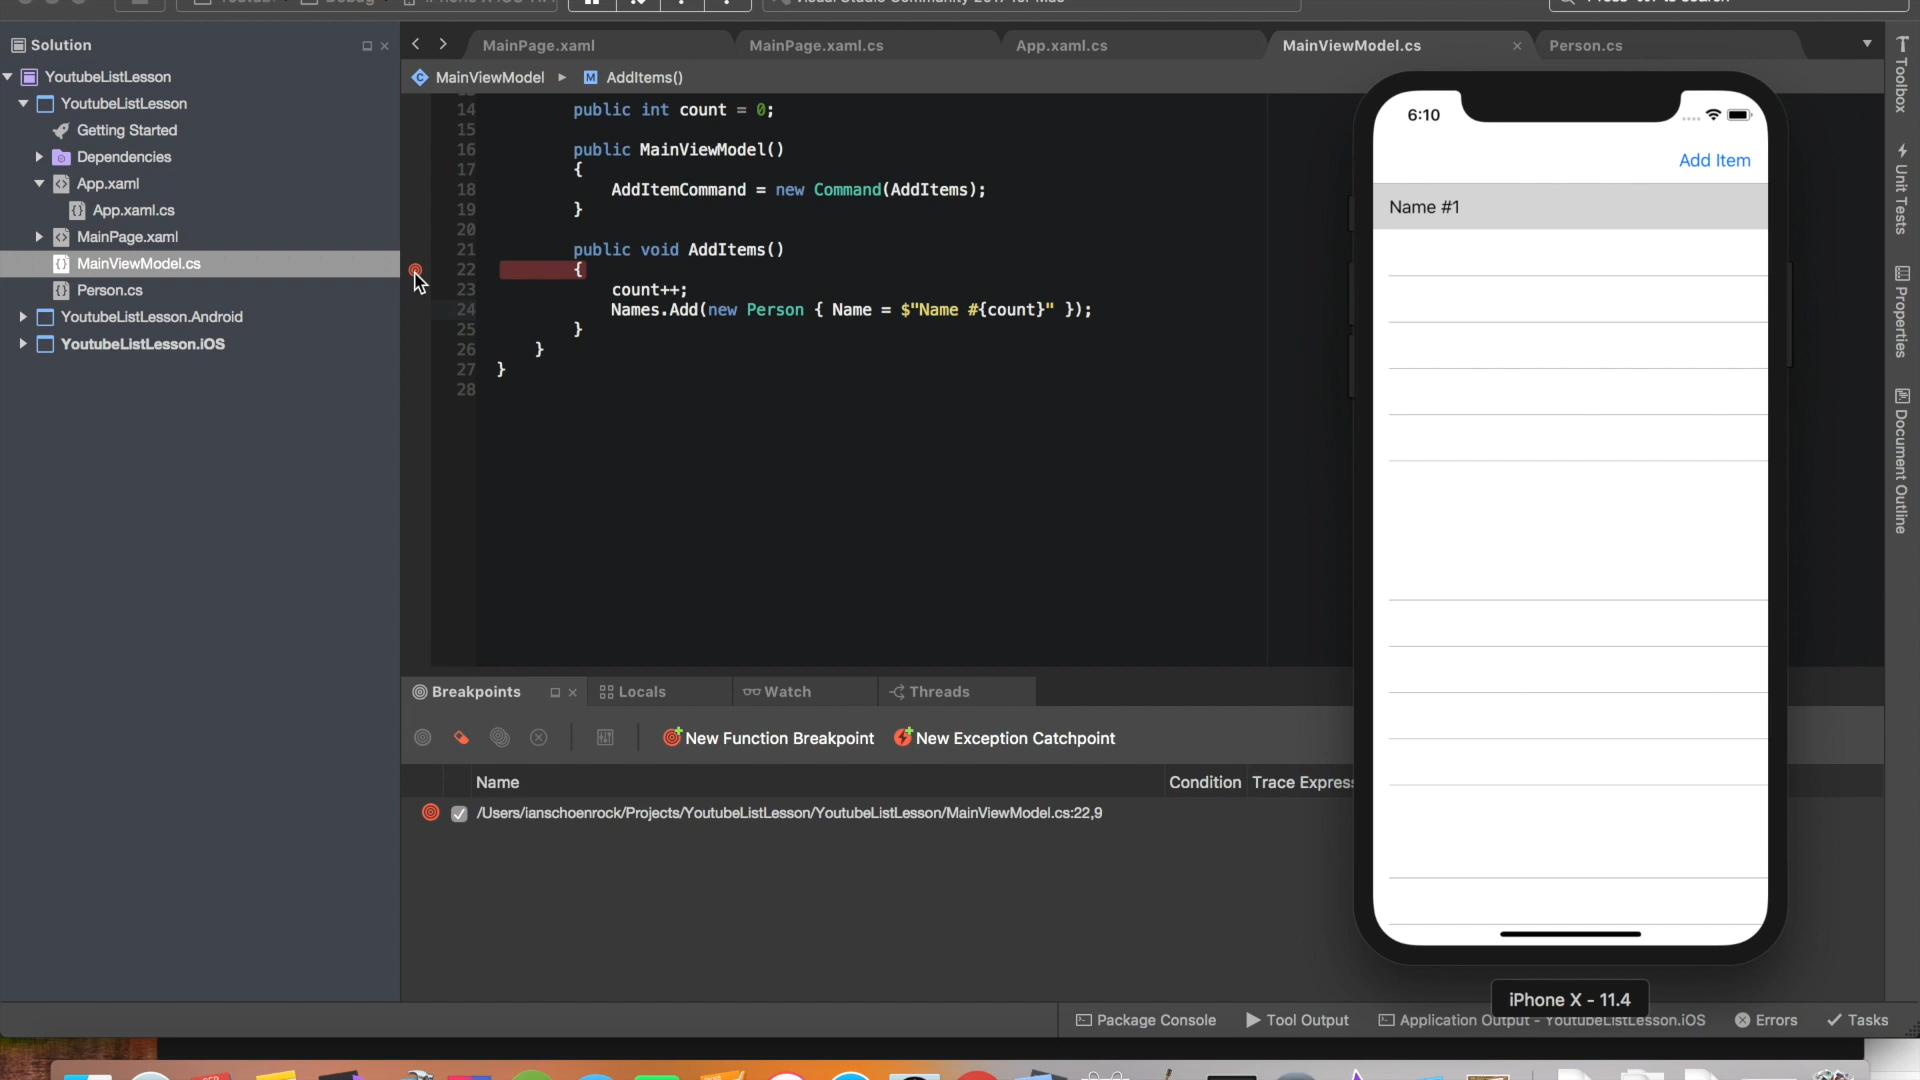 Solution
MainPage.xaml
MainPage.xaml.cs
App.xaml.cs
MainViewModel.cs
Person.cs
YoutubeListLesson
YoutubeListLesson
Getting Started
Dependencies
App.xaml
App.xaml.cs
MainPage.xaml
MainViewModel.cs
Person.cs
YoutubeListLesson.Android
YoutubeListLesson.iOS
MainViewModel
AddItems()
14 public int count = 0;
15
16 public MainViewModel()
17 {
18 AddItemCommand = new Command(AddItems);
19 }
20
21 public void AddItems()
22 {
23 count++;
24 Names.Add(new Person { Name = $"Name #{count}" });
25 }
26 }
27 }
28
6:10
Add Item
Name #1
iPhone X - 11.4
Toolbox
Unit Tests
Properties
Document Outline
Breakpoints
Locals
Watch
Threads
New Function Breakpoint
New Exception Catchpoint
Name
Condition
Trace Express
/Users/ianschoenrock/Projects/YoutubeListLesson/YoutubeListLesson/MainViewModel.cs:22,9
Package Console
Tool Output
Application Output - YoutubeListLesson.iOS
Errors
Tasks